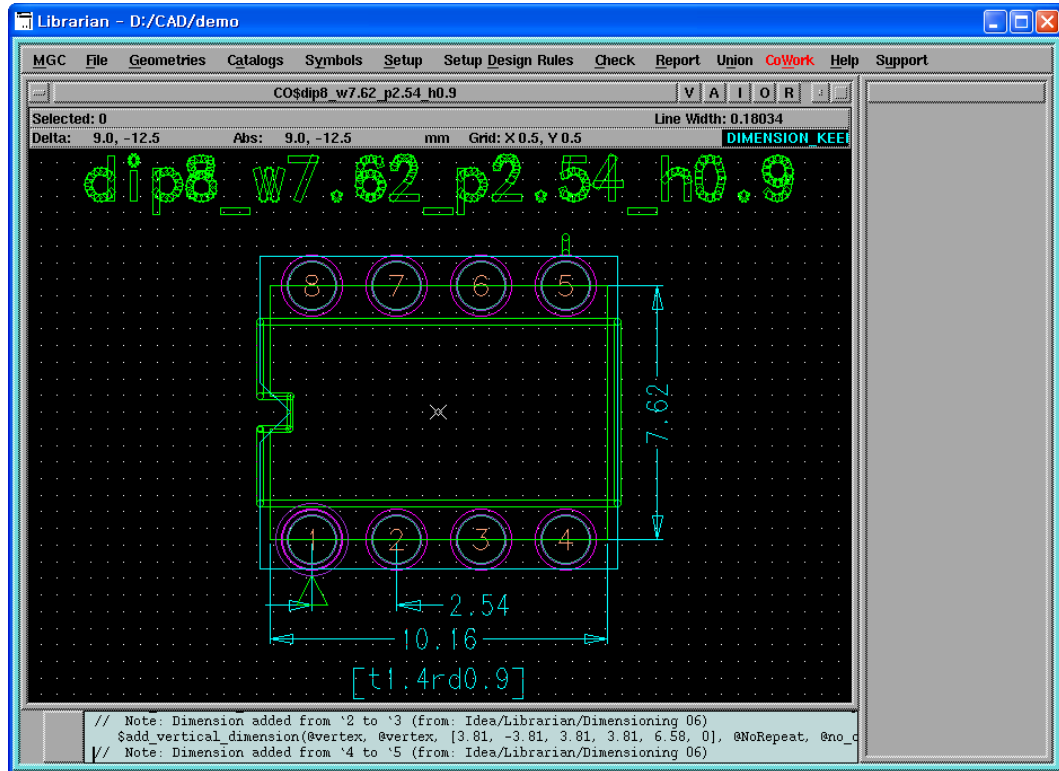 Librarian - D:/CAD/demo
MGC File Geometries Catalogs Symbols Setup Setup Design Rules Check Report Union CoWork Help Support
CO$dip8_w7.62_p2.54_h0.9 V A I O R
Selected: 0 Line Width: 0.18034
Delta: 9.0, -12.5 Abs: 9.0, -12.5 mm Grid: X 0.5, Y 0.5 DIMENSION_KEE
dip8_w7.62_p2.54_h0.9
8 7 6 5
7.62
1 2 3 4
2.54
10.16
[t1.4rd0.9]
// Note: Dimension added from `2 to `3 (from: Idea/Librarian/Dimensioning 06)
$add_vertical_dimension(@vertex, @vertex, [3.81, -3.81, 3.81, 3.81, 6.58, 0], @NoRepeat, @no_
// Note: Dimension added from `4 to `5 (from: Idea/Librarian/Dimensioning 06)